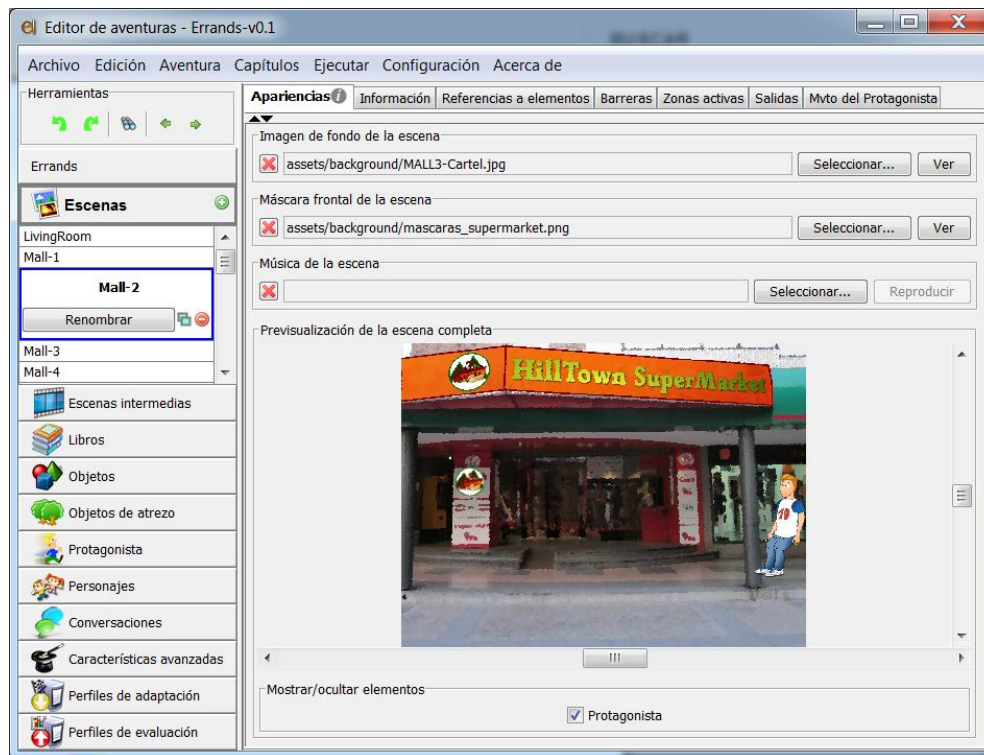 Editor de aventuras - Errands-v0.1
Archivo Edición Aventura Capítulos Ejecutar Configuración Acerca de
Herramientas
Errands
Escenas
LivingRoom
Mall-1
Mall-2
Renombrar
Mall-3
Mall-4
Escenas intermedias
Libros
Objetos
Objetos de atrezo
Protagonista
Personajes
Conversaciones
Características avanzadas
Perfiles de adaptación
Perfiles de evaluación
Apariencias Información Referencias a elementos Barreras Zonas activas Salidas Mvto del Protagonista
Imagen de fondo de la escena
assets/background/MALL3-Cartel.jpg Seleccionar... Ver
Máscara frontal de la escena
assets/background/mascaras_supermarket.png Seleccionar... Ver
Música de la escena
Seleccionar... Reproducir
Previsualización de la escena completa
HillTown SuperMarket
Mostrar/ocultar elementos
Protagonista